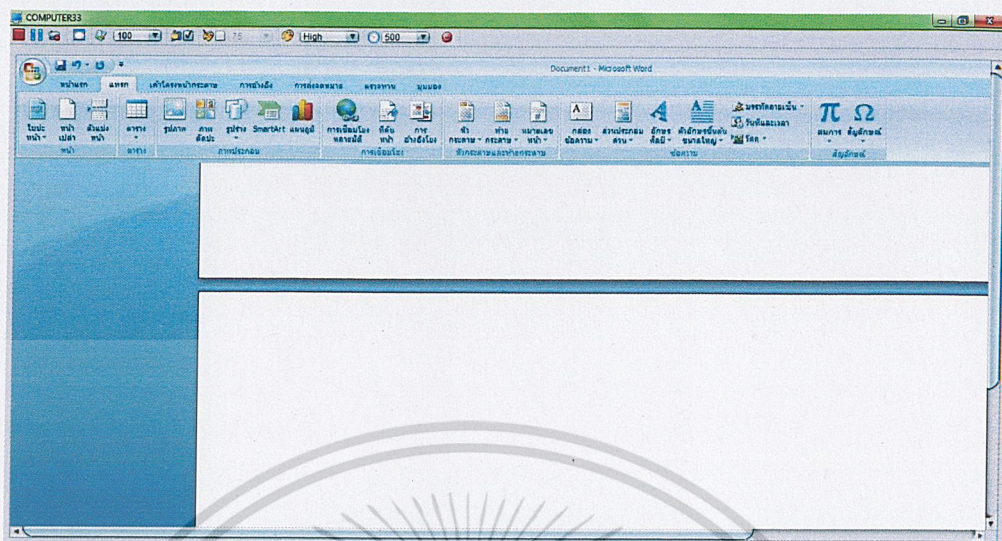 COMPUTER33
100 75 High 500
Document1 - Microsoft Word
หน้าแรก แทรก เค้าโครงหน้ากระดาษ การอ้างอิง การส่งจดหมาย ตรวจทาน มุมมอง
ใบปะหน้า หน้าเปล่า ตัวแบ่งหน้า ตาราง รูปภาพ ภาพตัดปะ รูปร่าง SmartArt แผนภูมิ การเชื่อมโยงหลายมิติ ที่คั่นหน้า การอ้างอิงโยง หัวกระดาษ ท้ายกระดาษ หมายเลขหน้า กล่องข้อความ ส่วนประกอบด่วน อักษรศิลป์ ตัวอักษรขึ้นต้นขนาดใหญ่ บรรทัดลายเซ็น วันที่และเวลา วัตถุ สมการ สัญลักษณ์
หน้า ตาราง ภาพประกอบ การเชื่อมโยง หัวกระดาษและท้ายกระดาษ ข้อความ สัญลักษณ์